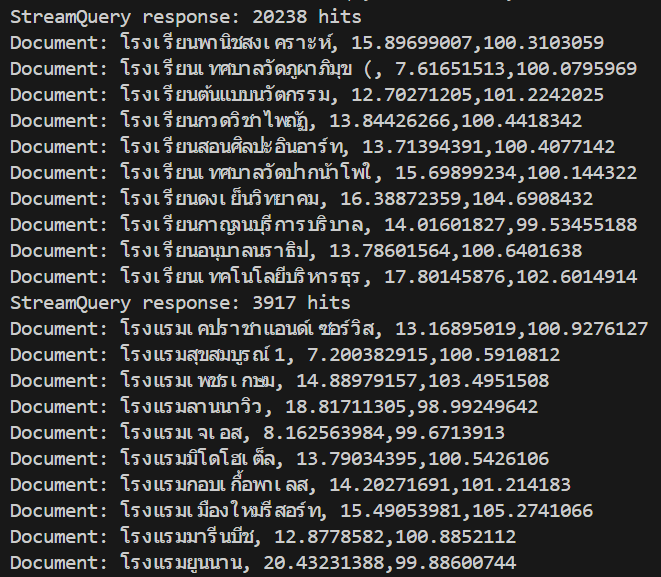 StreamQuery response: 20238 hits
Document: โรงเรียนพานิชสงเคราะห์, 15.89699007,100.3103059
Document: โรงเรียนเทศบาลวัดภูผาภิมุข (, 7.61651513,100.0795969
Document: โรงเรียนต้นแบบนวัตกรรม, 12.70271205,101.2242025
Document: โรงเรียนกวดวิชาไพณัฏ, 13.84426266,100.4418342
Document: โรงเรียนสอนศิลปะอินอาร์ท, 13.71394391,100.4077142
Document: โรงเรียนเทศบาลวัดปากน้ำโพใ(, 15.69899234,100.144322
Document: โรงเรียนดงเย็นวิทยาคม, 16.38872359,104.6908432
Document: โรงเรียนกาญจนบุรีการบริบาล, 14.01601827,99.53455188
Document: โรงเรียนอนุบาลนราธิป, 13.78601564,100.6401638
Document: โรงเรียนเทคโนโลยีบริหารธุร, 17.80145876,102.6014914
StreamQuery response: 3917 hits
Document: โรงแรมเคปราชาแอนด์เซอร์วิส, 13.16895019,100.9276127
Document: โรงแรมสุขสมบูรณ์ 1, 7.200382915,100.5910812
Document: โรงแรมเพชรเกษม, 14.88979157,103.4951508
Document: โรงแรมลานนาวิว, 18.81711305,98.99249642
Document: โรงแรมเจเอส, 8.162563984,99.6713913
Document: โรงแรมมิโดโฮเต็ล, 13.79034395,100.5426106
Document: โรงแรมกอบเกื้อพาเลส, 14.20271691,101.214183
Document: โรงแรมเมืองใหมรีสอร์ท, 15.49053981,105.2741066
Document: โรงแรมมารีนบีช, 12.8778582,100.8852112
Document: โรงแรมยูนนาน, 20.43231388,99.88600744